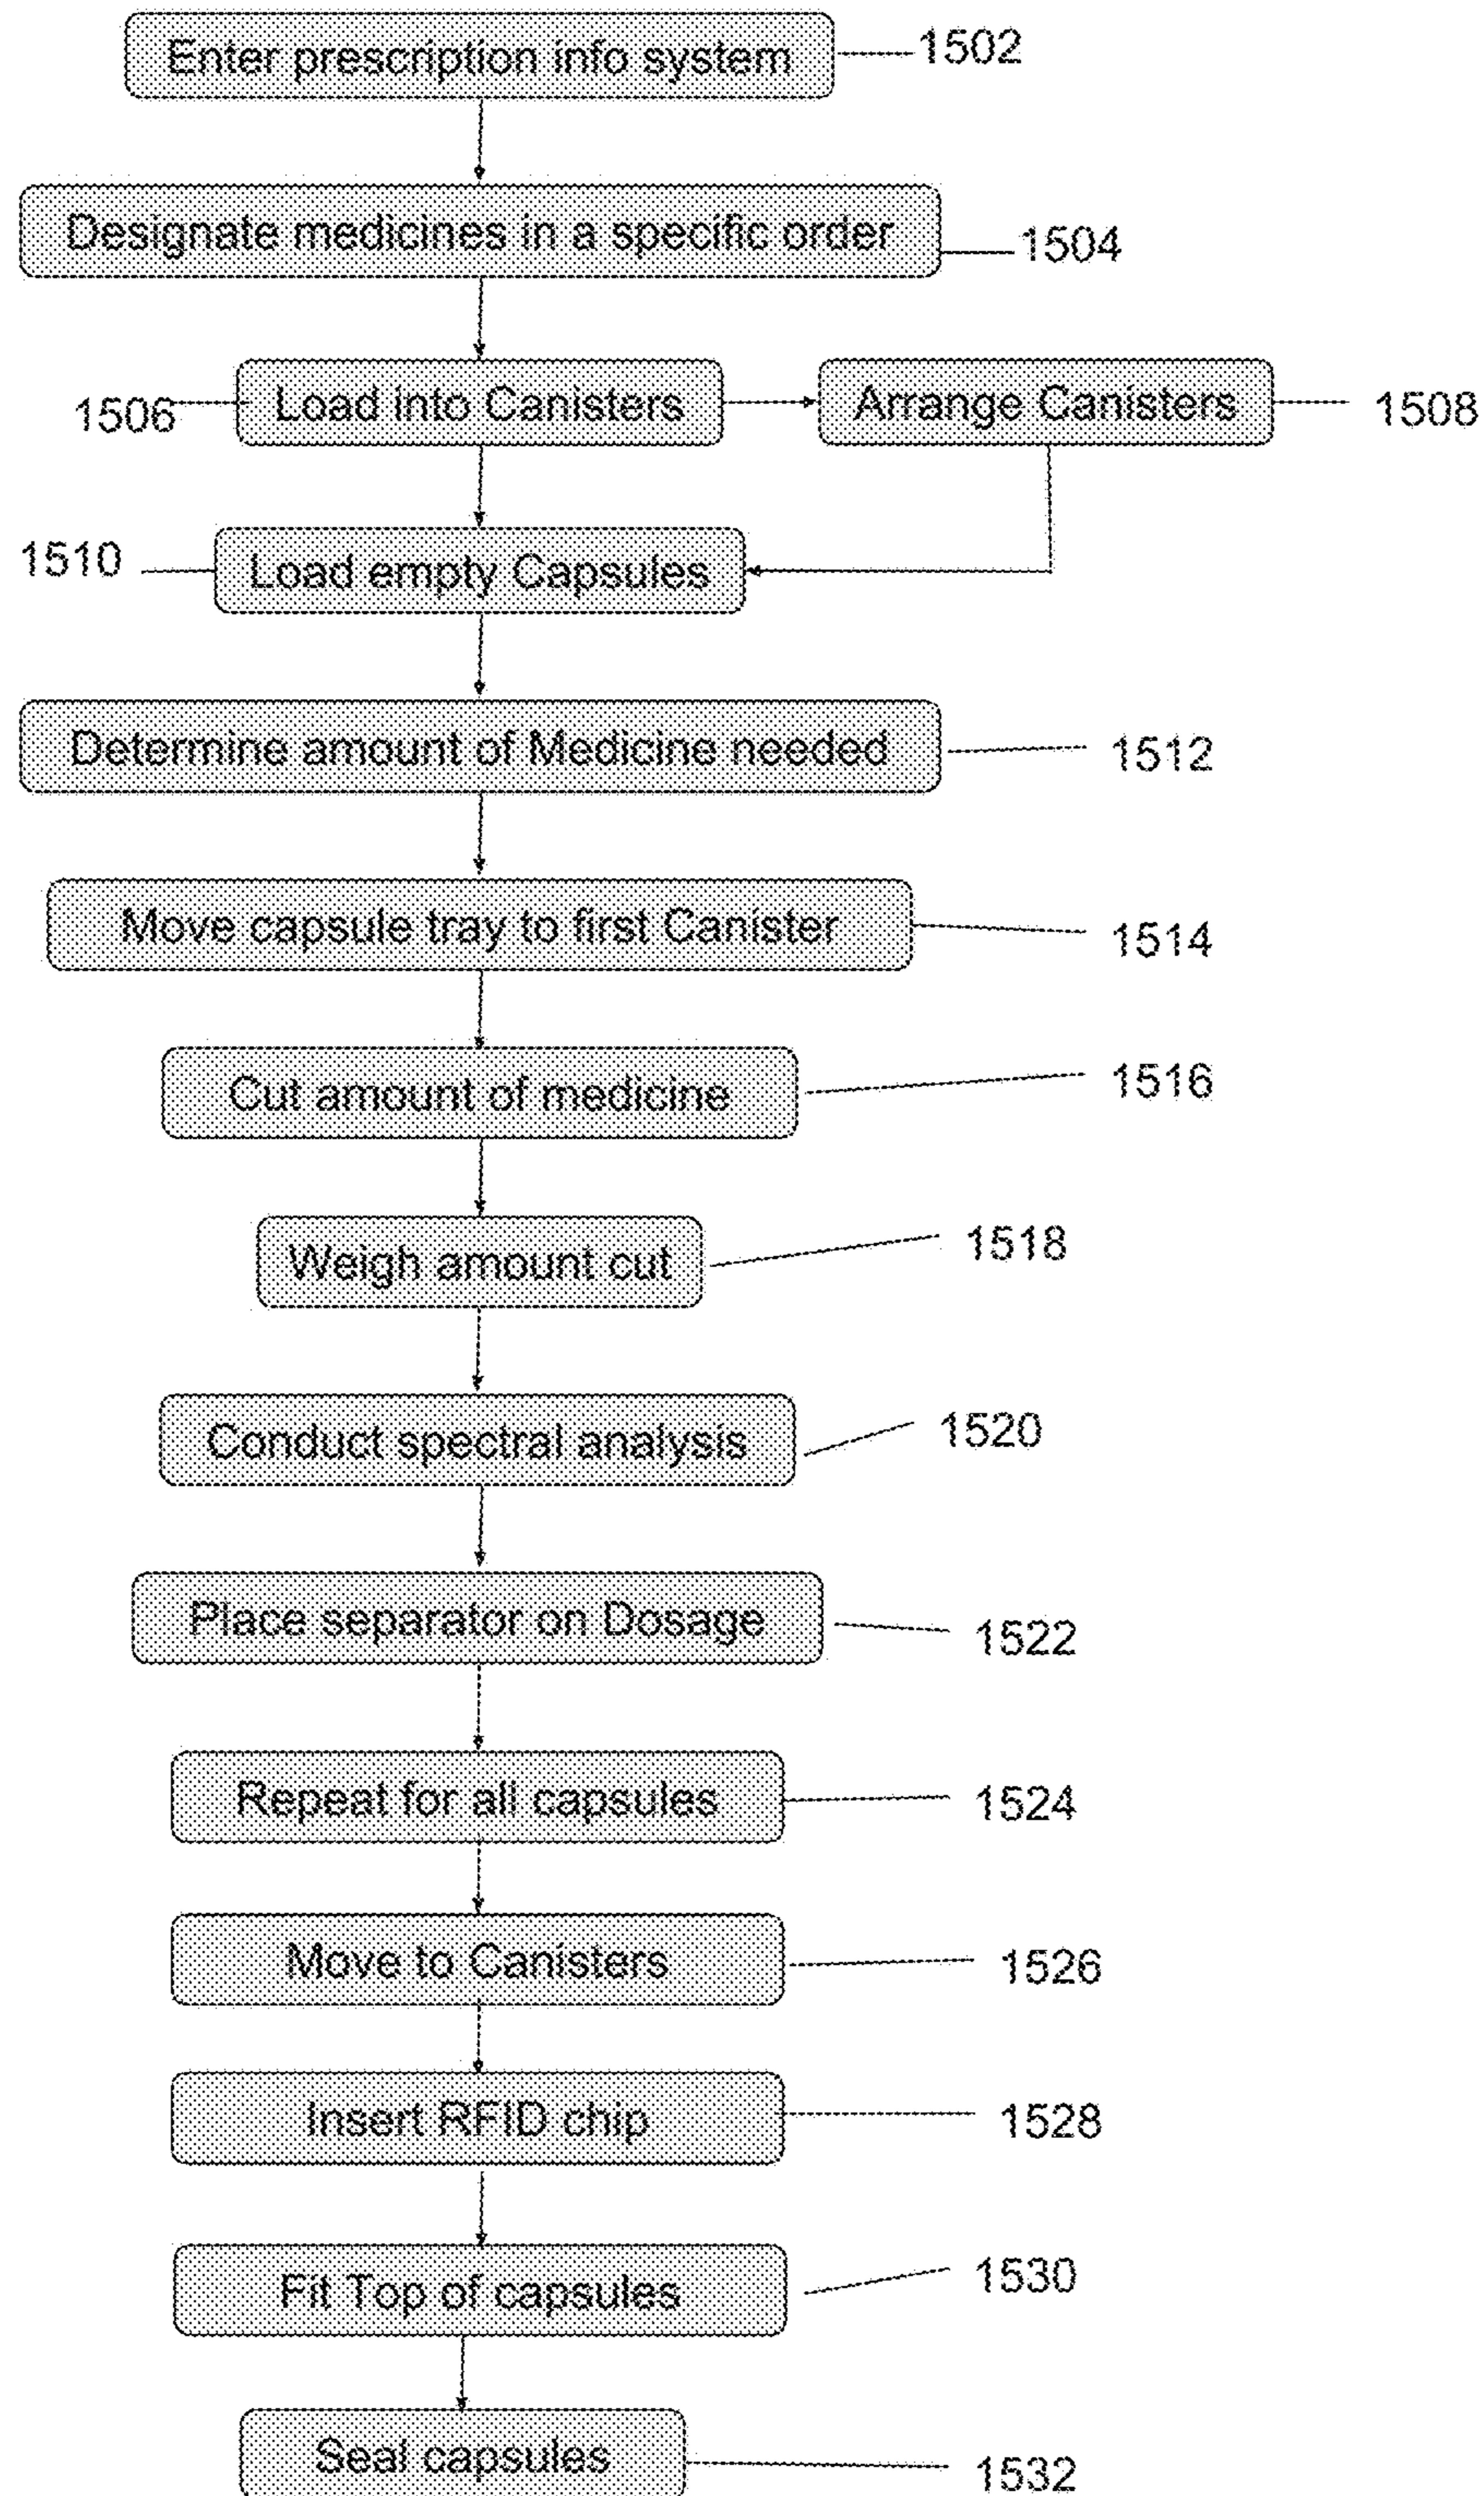 Enter prescription info system 1502
Designate medicines in a specific order 1504
1506 Load into Canisters Arrange Canisters 1508
1510 Load empty Capsules
Determine amount of Medicine needed 1512
Move capsule tray to first Canister 1514
Cut amount of medicine 1516
Weigh amount cut 1518
Conduct spectral analysis 1520
Place separator on Dosage 1522
Repeat for all capsules 1524
Move to Canisters 1526
Insert RFID chip 1528
Fit Top of capsules 1530
Seal capsules 1532